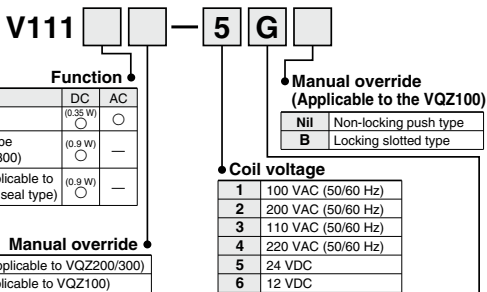 V111 — 5 G
Function
DC AC
(0.35 W) ○ ○
pe
300) (0.9 W) ○ —
plicable to
seal type) (0.9 W) ○ —
Manual override
pplicable to VQZ200/300)
plicable to VQZ100)
Manual override
(Applicable to the VQZ100)
Nil Non-locking push type
B Locking slotted type
Coil voltage
1 100 VAC (50/60 Hz)
2 200 VAC (50/60 Hz)
3 110 VAC (50/60 Hz)
4 220 VAC (50/60 Hz)
5 24 VDC
6 12 VDC